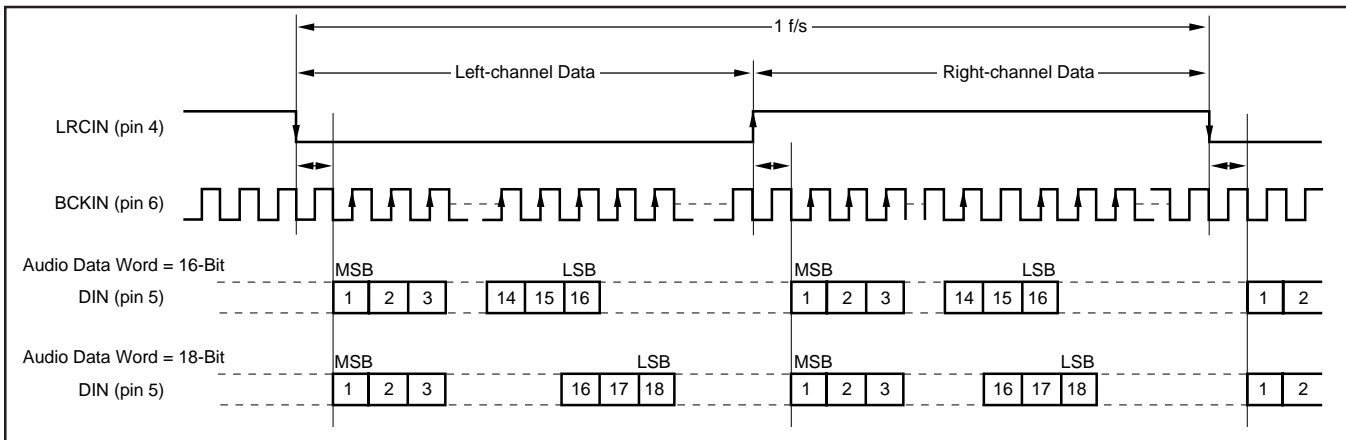 1 f/s
Left-channel Data
Right-channel Data
LRCIN (pin 4)
BCKIN (pin 6)
Audio Data Word = 16-Bit
MSB LSB MSB LSB
DIN (pin 5)
1 2 3 14 15 16 1 2 3 14 15 16 1 2
Audio Data Word = 18-Bit
MSB LSB MSB LSB
DIN (pin 5)
1 2 3 16 17 18 1 2 3 16 17 18 1 2